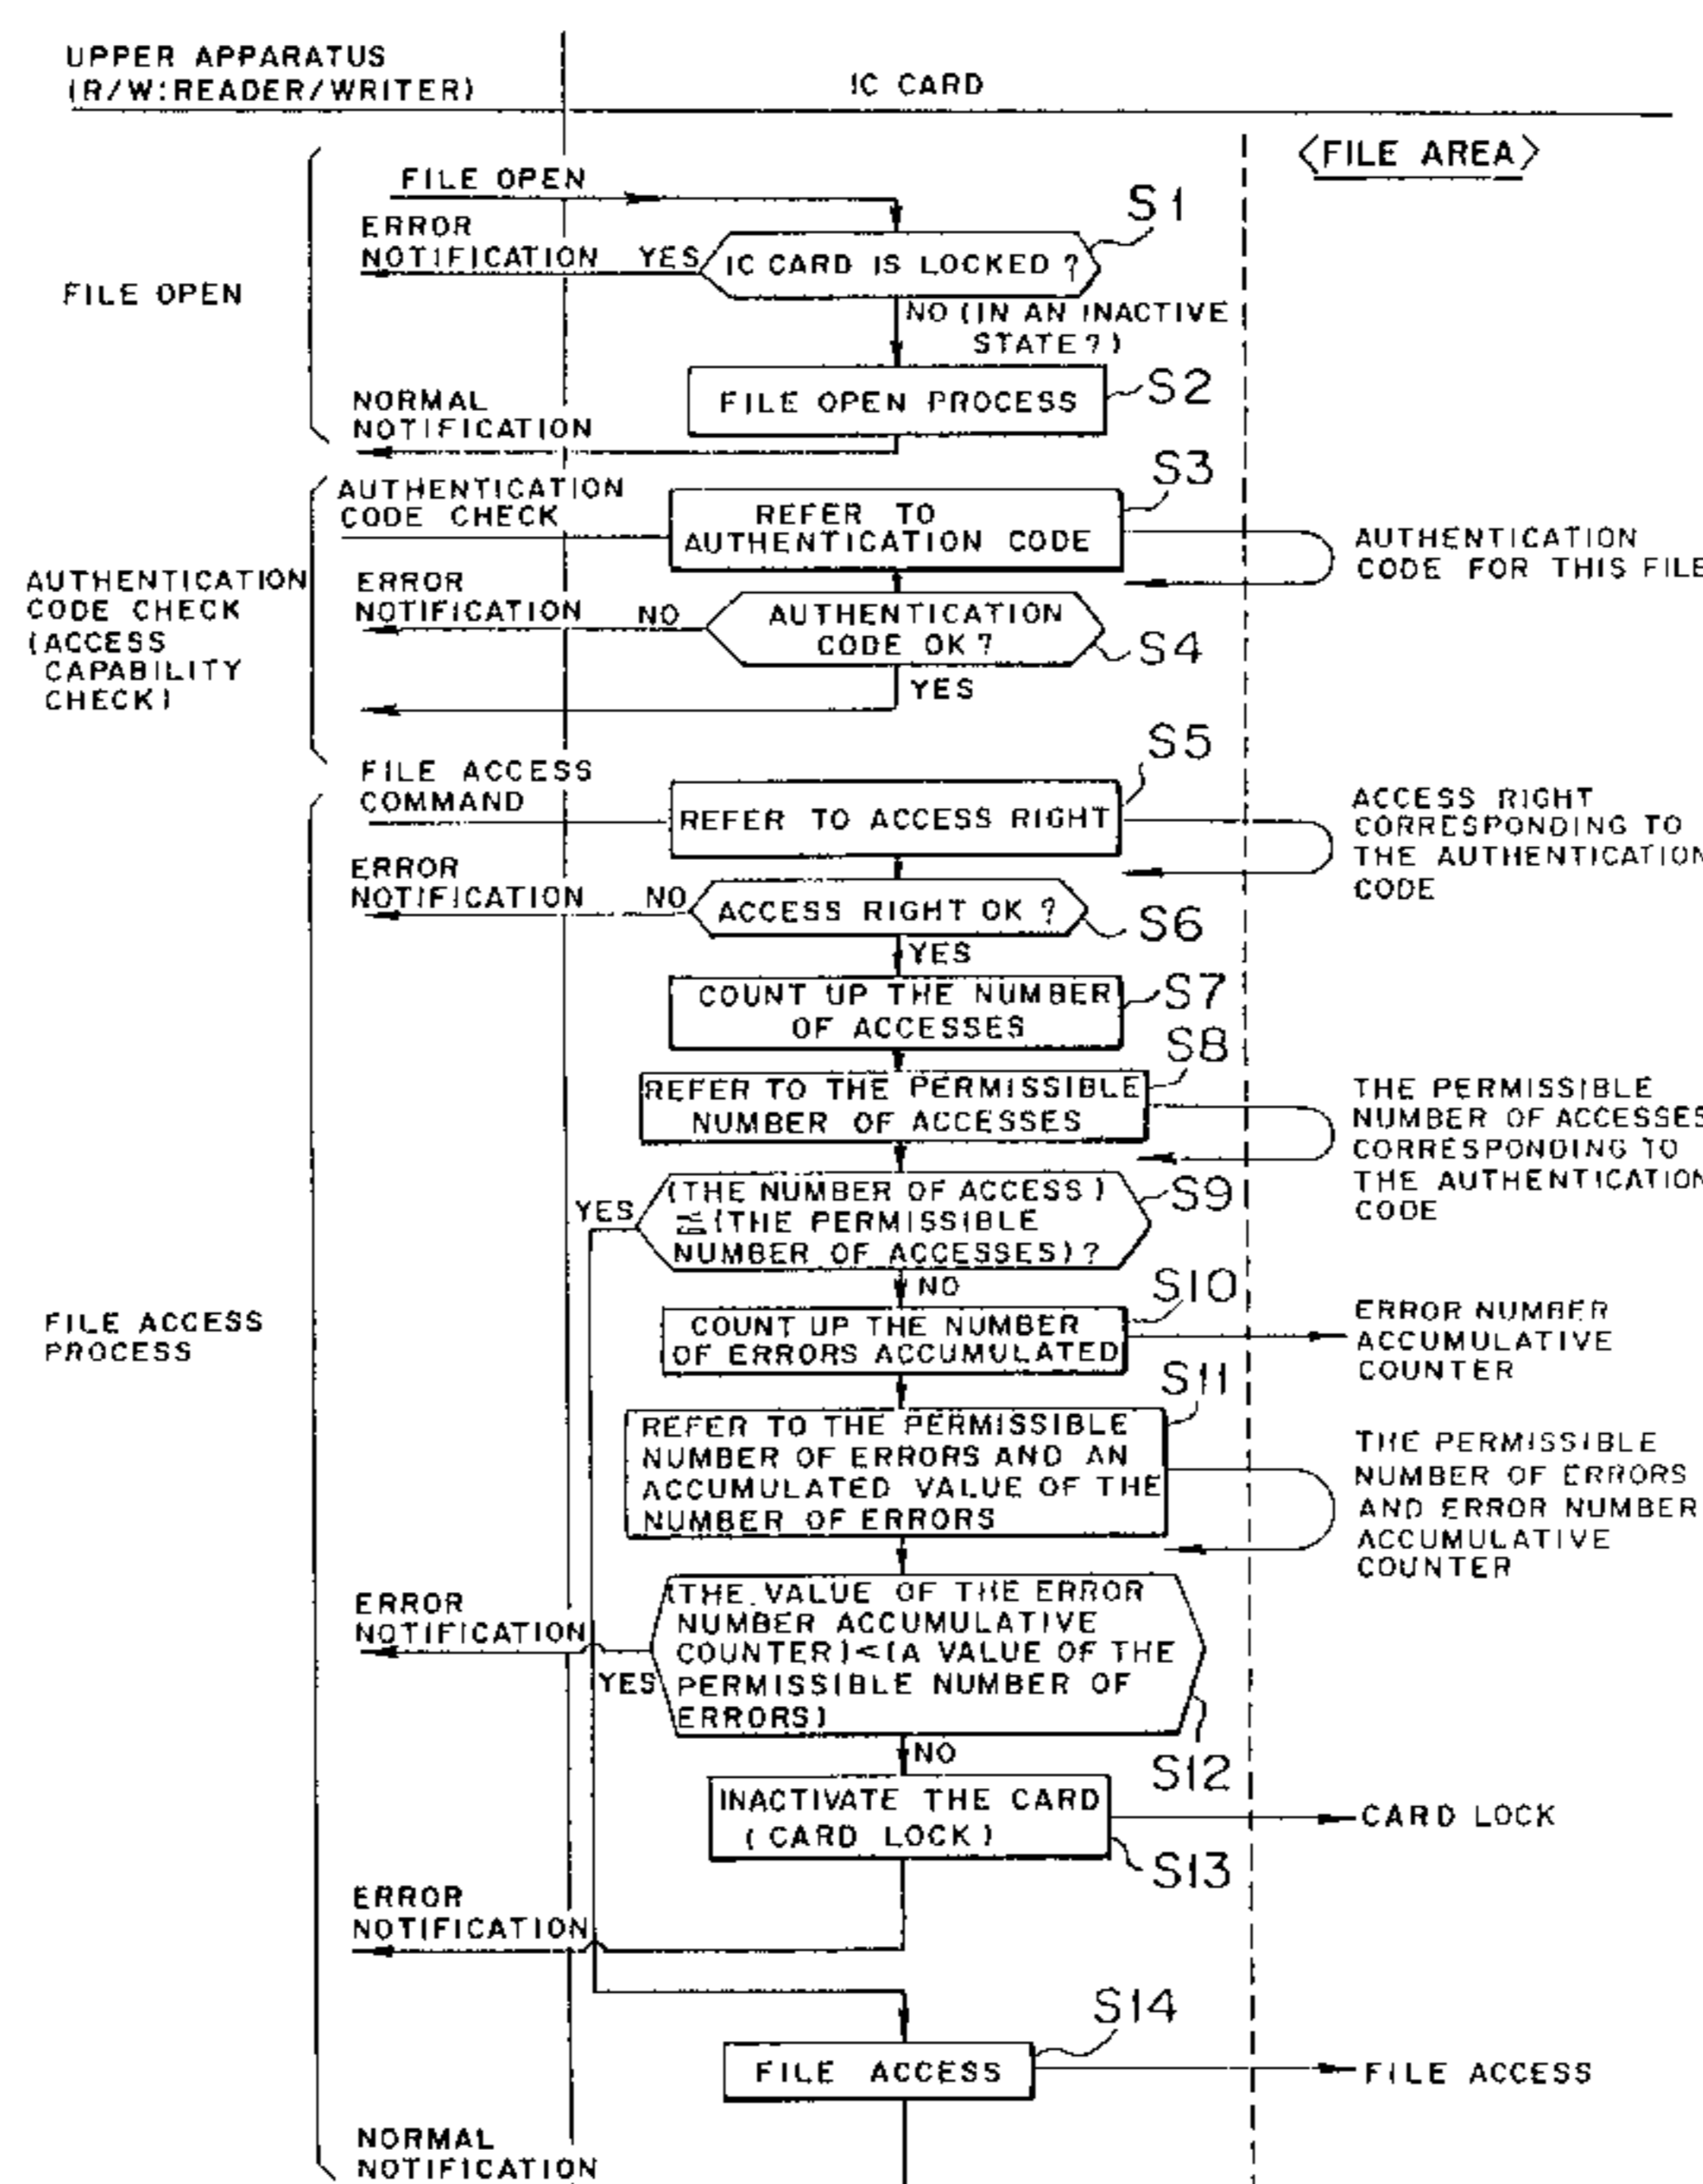 UPPER APPARATUS
(R/W:READER/WRITER)
IC CARD
<FILE AREA>
FILE OPEN
FILE OPEN
S1
ERROR
NOTIFICATION
YES
IC CARD IS LOCKED ?
NO (IN AN INACTIVE
STATE?)
S2
FILE OPEN PROCESS
NORMAL
NOTIFICATION
AUTHENTICATION
CODE CHECK
(ACCESS
CAPABILITY
CHECK)
AUTHENTICATION
CODE CHECK
S3
REFER TO
AUTHENTICATION CODE
AUTHENTICATION
CODE FOR THIS FILE
ERROR
NOTIFICATION
NO
AUTHENTICATION
CODE OK?
S4
YES
FILE ACCESS
PROCESS
FILE ACCESS
COMMAND
S5
REFER TO ACCESS RIGHT
ACCESS RIGHT
CORRESPONDING TO
THE AUTHENTICATION
CODE
ERROR
NOTIFICATION
NO
ACCESS RIGHT OK ?
S6
YES
COUNT UP THE NUMBER
OF ACCESSES
S7
S8
REFER TO THE PERMISSIBLE
NUMBER OF ACCESSES
THE PERMISSIBLE
NUMBER OF ACCESSES
CORRESPONDING TO
THE AUTHENTICATION
CODE
YES
(THE NUMBER OF ACCESS)
≦(THE PERMISSIBLE
NUMBER OF ACCESSES)?
S9
NO
S10
COUNT UP THE NUMBER
OF ERRORS ACCUMULATED
ERROR NUMBER
ACCUMULATIVE
COUNTER
S11
REFER TO THE PERMISSIBLE
NUMBER OF ERRORS AND AN
ACCUMULATED VALUE OF THE
NUMBER OF ERRORS
THE PERMISSIBLE
NUMBER OF ERRORS
AND ERROR NUMBER
ACCUMULATIVE
COUNTER
ERROR
NOTIFICATION
YES
(THE VALUE OF THE ERROR
NUMBER ACCUMULATIVE
COUNTER)<(A VALUE OF THE
PERMISSIBLE NUMBER OF
ERRORS)
S12
NO
INACTIVATE THE CARD
(CARD LOCK)
S13
CARD LOCK
ERROR
NOTIFICATION
S14
FILE ACCESS
FILE ACCESS
NORMAL
NOTIFICATION